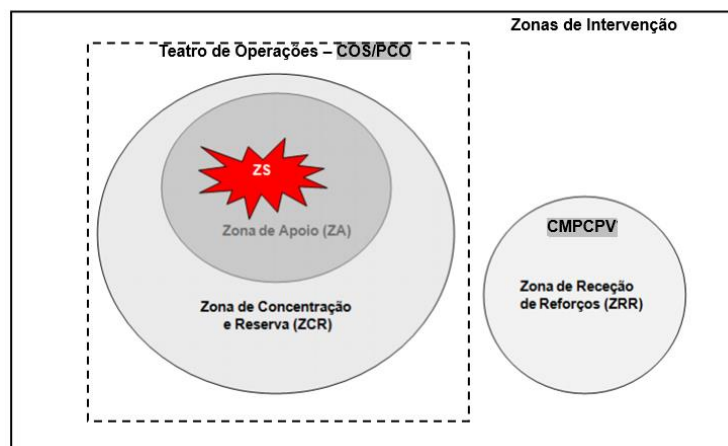 Zonas de Intervenção
Teatro de Operações – COS/PCO
ZS
Zona de Apoio (ZA)
Zona de Concentração
e Reserva (ZCR)
CMPCPV
Zona de Receção
de Reforços (ZRR)